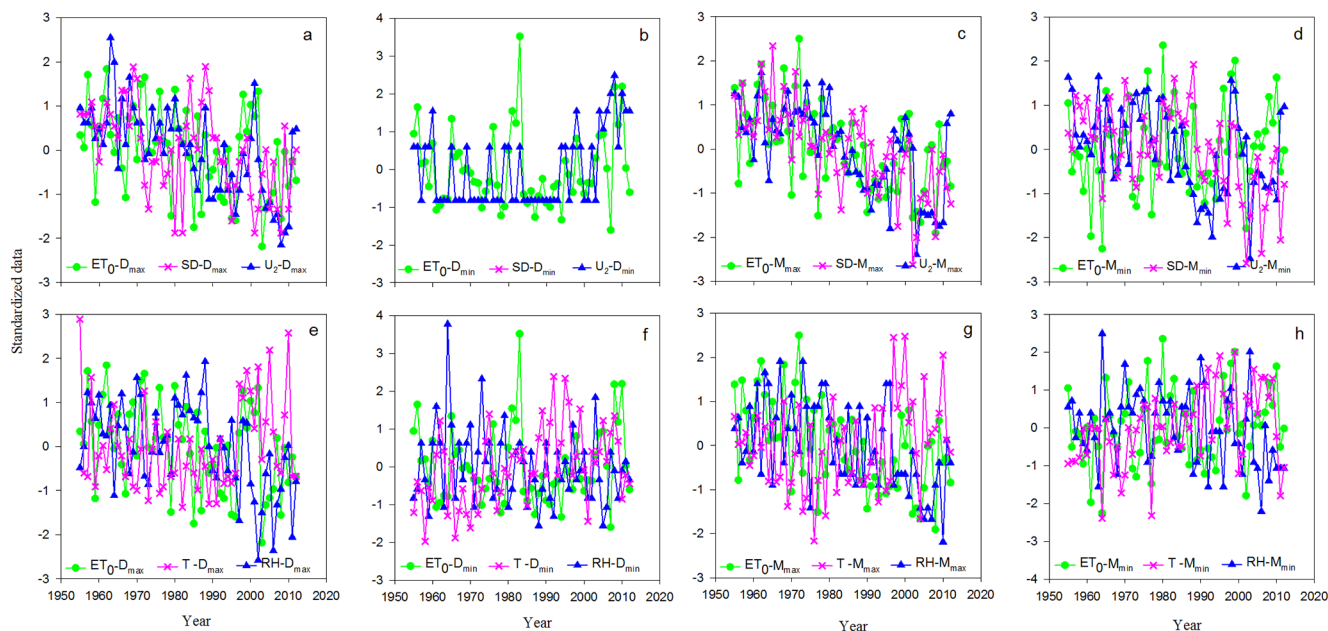 Standardized data
3
2
1
0
-1
-2
-3
a
ET0-Dmax SD-Dmax U2-Dmax
4
3
2
1
0
-1
-2
-3
b
ET0-Dmin SD-Dmin U2-Dmin
3
2
1
0
-1
-2
-3
c
ET0-Mmax SD-Mmax U2-Mmax
3
2
1
0
-1
-2
-3
d
ET0-Mmin SD-Mmin U2-Mmin
3
2
1
0
-1
-2
-3
e
ET0-Dmax T -Dmax RH-Dmax
1950 1960 1970 1980 1990 2000 2010 2020
Year
4
3
2
1
0
-1
-2
-3
f
ET0-Dmin T -Dmin RH-Dmin
1950 1960 1970 1980 1990 2000 2010 2020
Year
3
2
1
0
-1
-2
-3
g
ET0-Mmax T -Mmax RH-Mmax
1950 1960 1970 1980 1990 2000 2010 2020
Year
3
2
1
0
-1
-2
-3
-4
h
ET0-Mmin T -Mmin RH-Mmin
1950 1960 1970 1980 1990 2000 2010 2020
Year